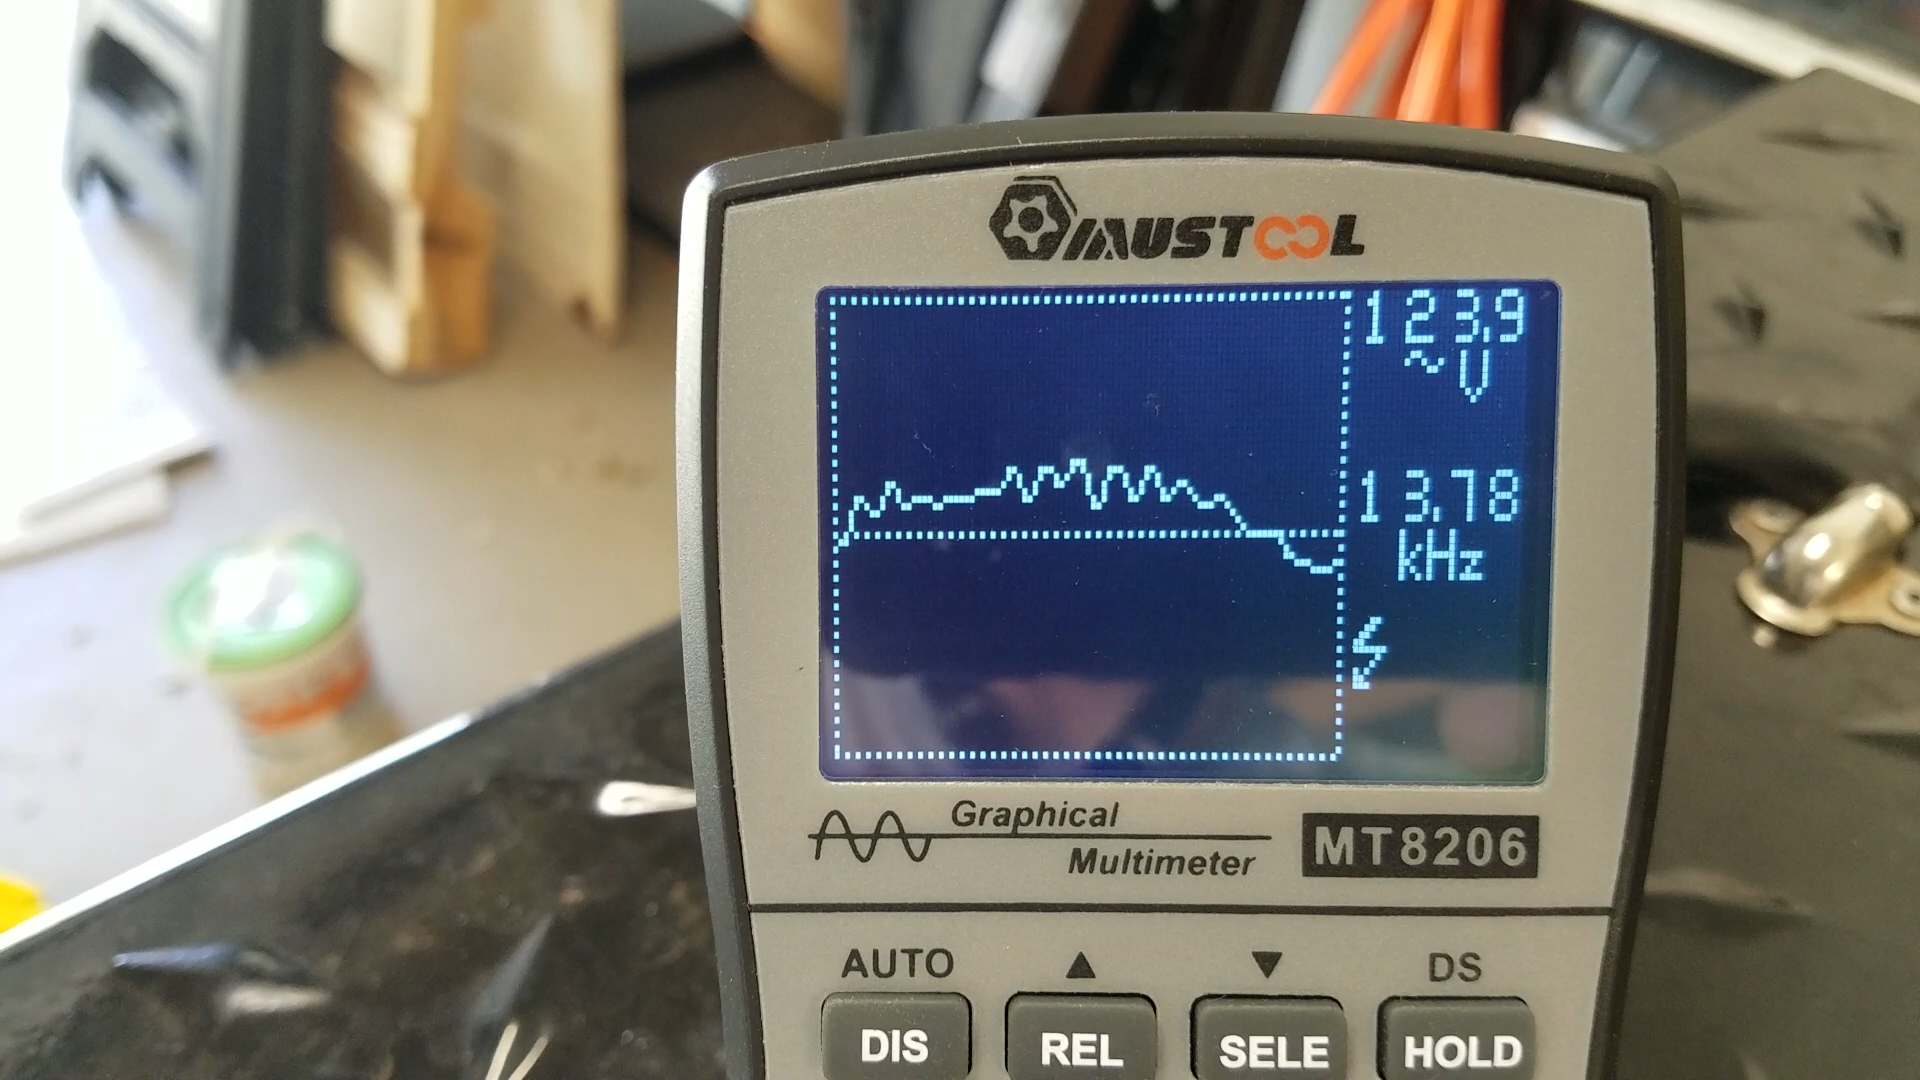 MUSTOOL
123.9
~ V
13.78
kHz
Graphical
Multimeter
MT8206
AUTO ▲ ▼ DS
DIS REL SELE HOLD